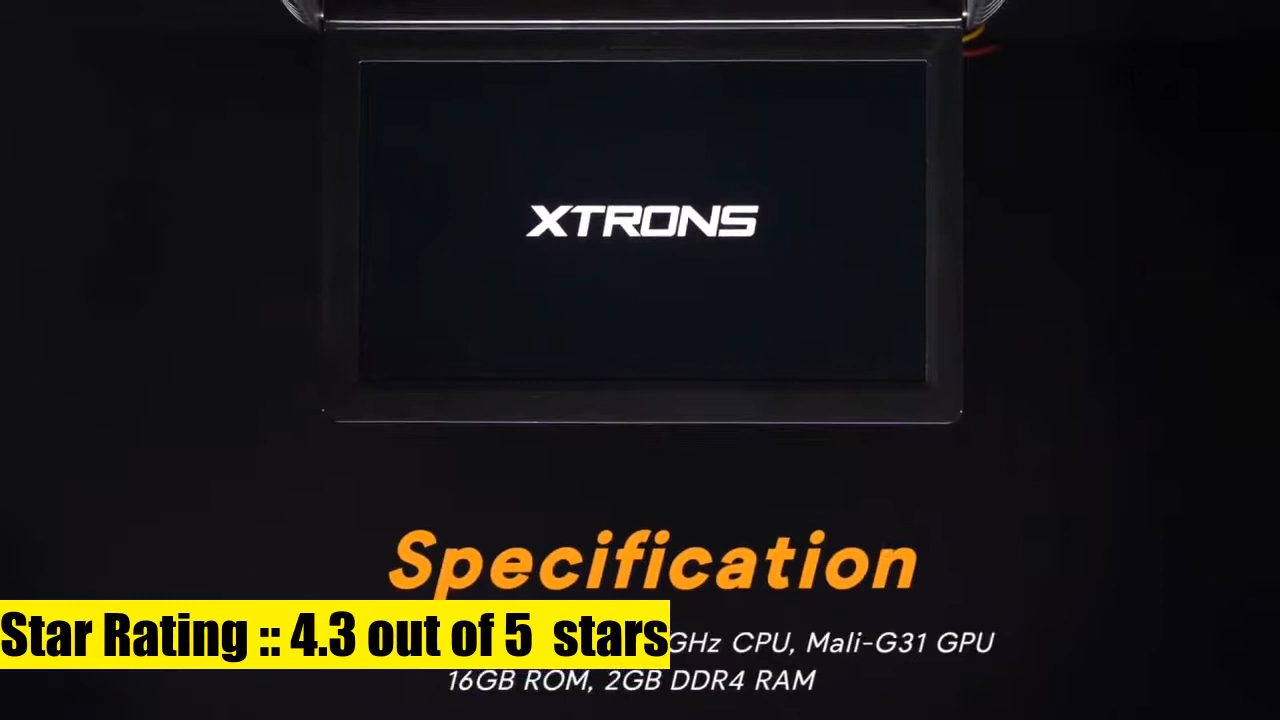 XTRONS
Specification
Star Rating :: 4.3 out of 5 stars
GHz CPU, Mali-G31 GPU
16GB ROM, 2GB DDR4 RAM